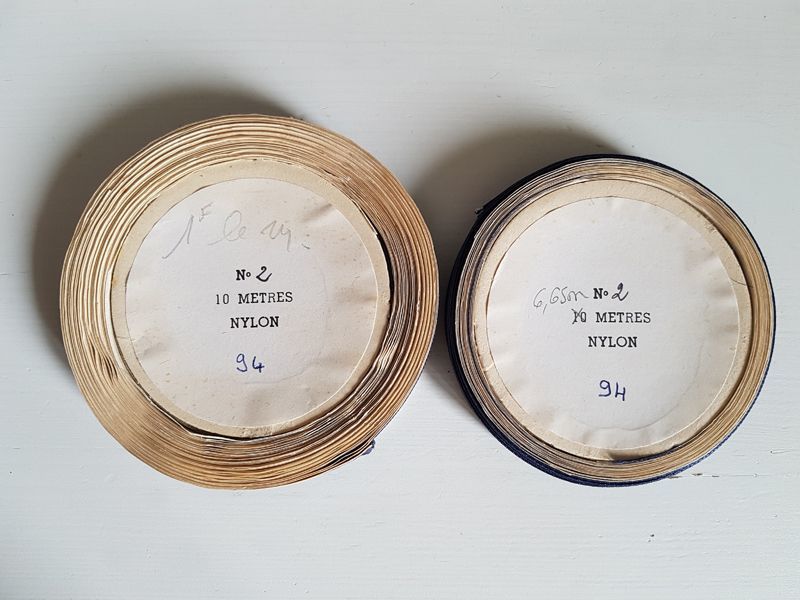 1F le m.
No 2
10 METRES
NYLON
94
6,65m No 2
10 METRES
NYLON
94